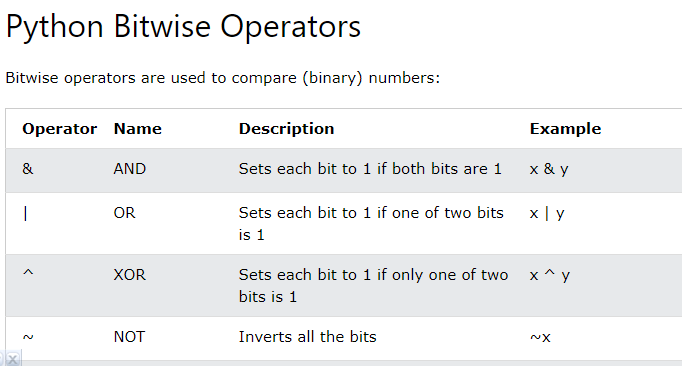 Python Bitwise Operators
Bitwise operators are used to compare (binary) numbers:
Operator Name Description Example
& AND Sets each bit to 1 if both bits are 1 x & y
| OR Sets each bit to 1 if one of two bits x | y
is 1
^ XOR Sets each bit to 1 if only one of two x ^ y
bits is 1
~ NOT Inverts all the bits ~x